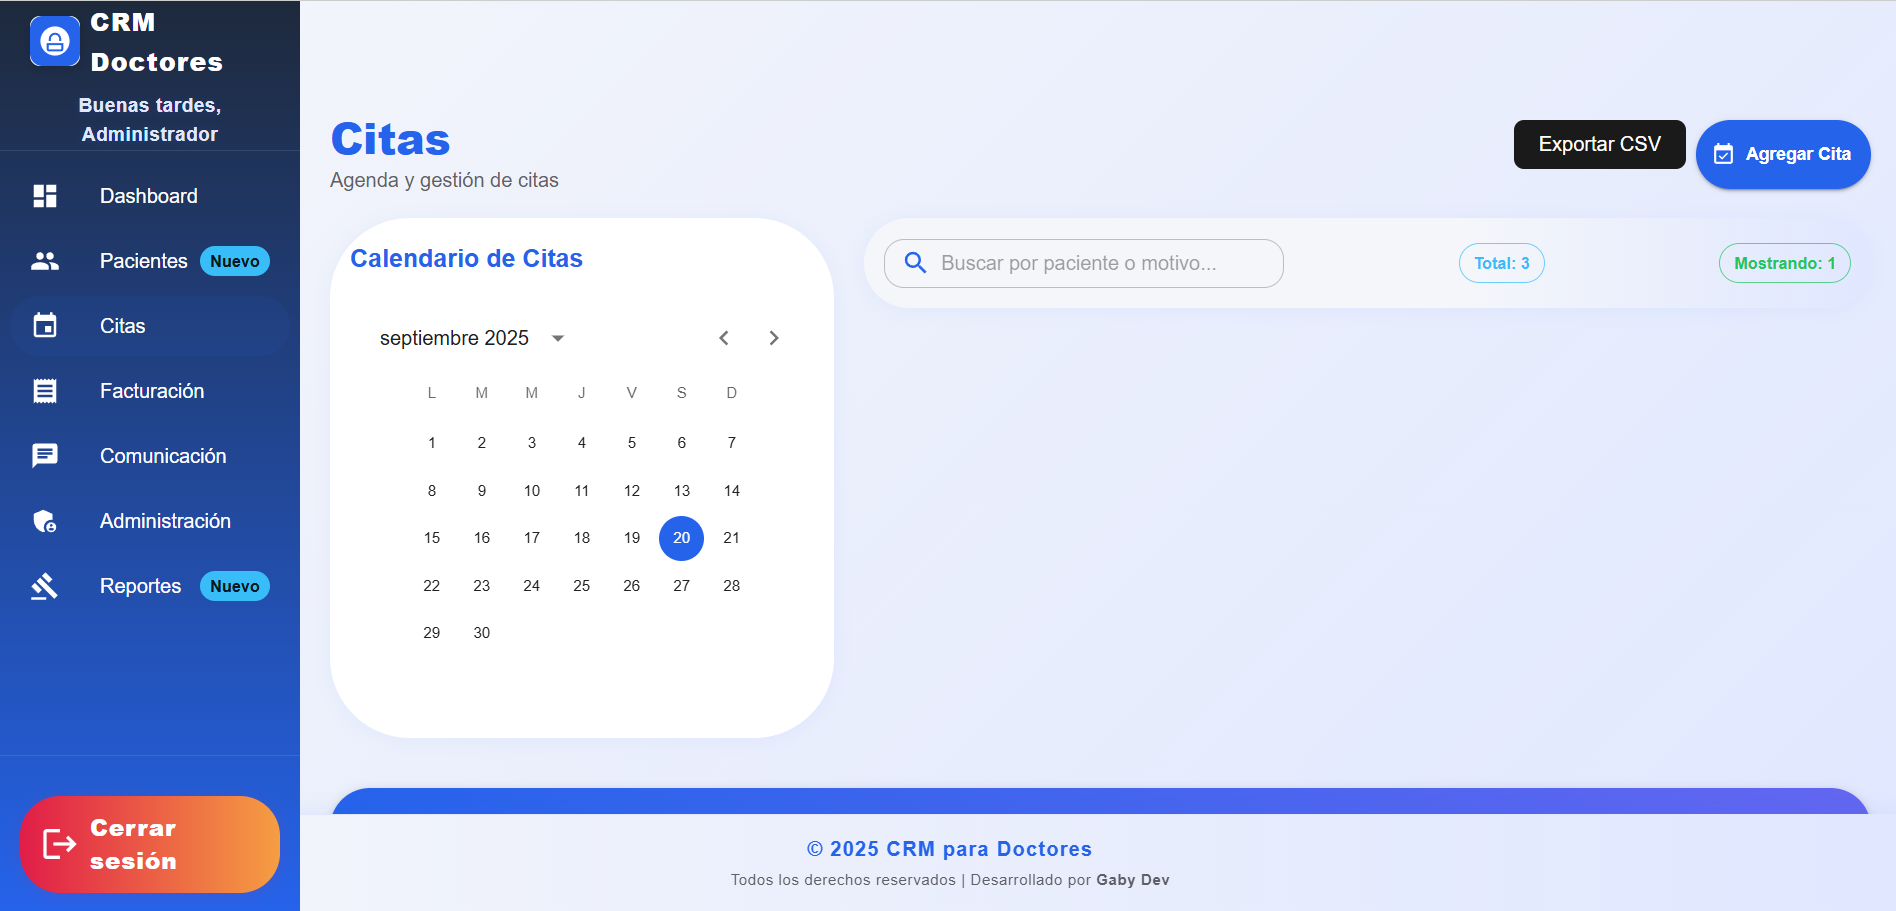 CRM
Doctores
Buenas tardes,
Administrador
Dashboard
Pacientes Nuevo
Citas
Facturación
Comunicación
Administración
Reportes Nuevo
Cerrar
sesión
Citas
Agenda y gestión de citas
Exportar CSV
Agregar Cita
Calendario de Citas
septiembre 2025
L M M J V S D
1 2 3 4 5 6 7
8 9 10 11 12 13 14
15 16 17 18 19 20 21
22 23 24 25 26 27 28
29 30
Buscar por paciente o motivo...
Total: 3
Mostrando: 1
© 2025 CRM para Doctores
Todos los derechos reservados | Desarrollado por Gaby Dev